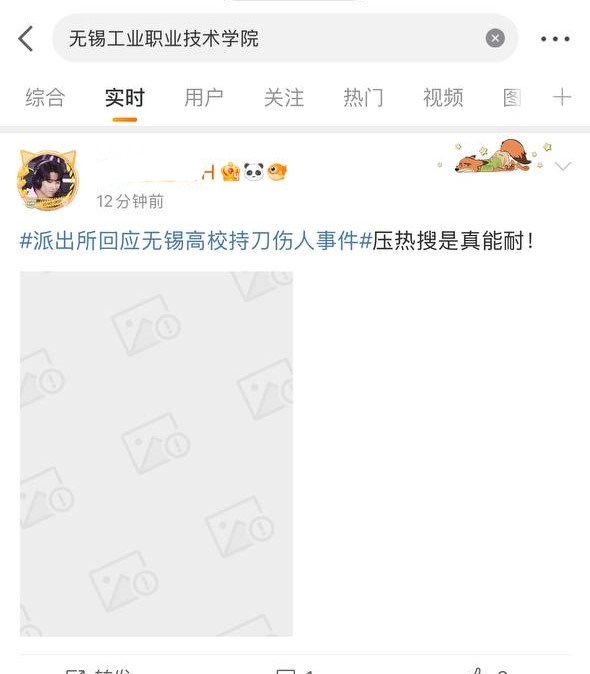 无锡工业职业技术学院
综合 实时 用户 关注 热门 视频 图
12分钟前
#派出所回应无锡高校持刀伤人事件#压热搜是真能耐！